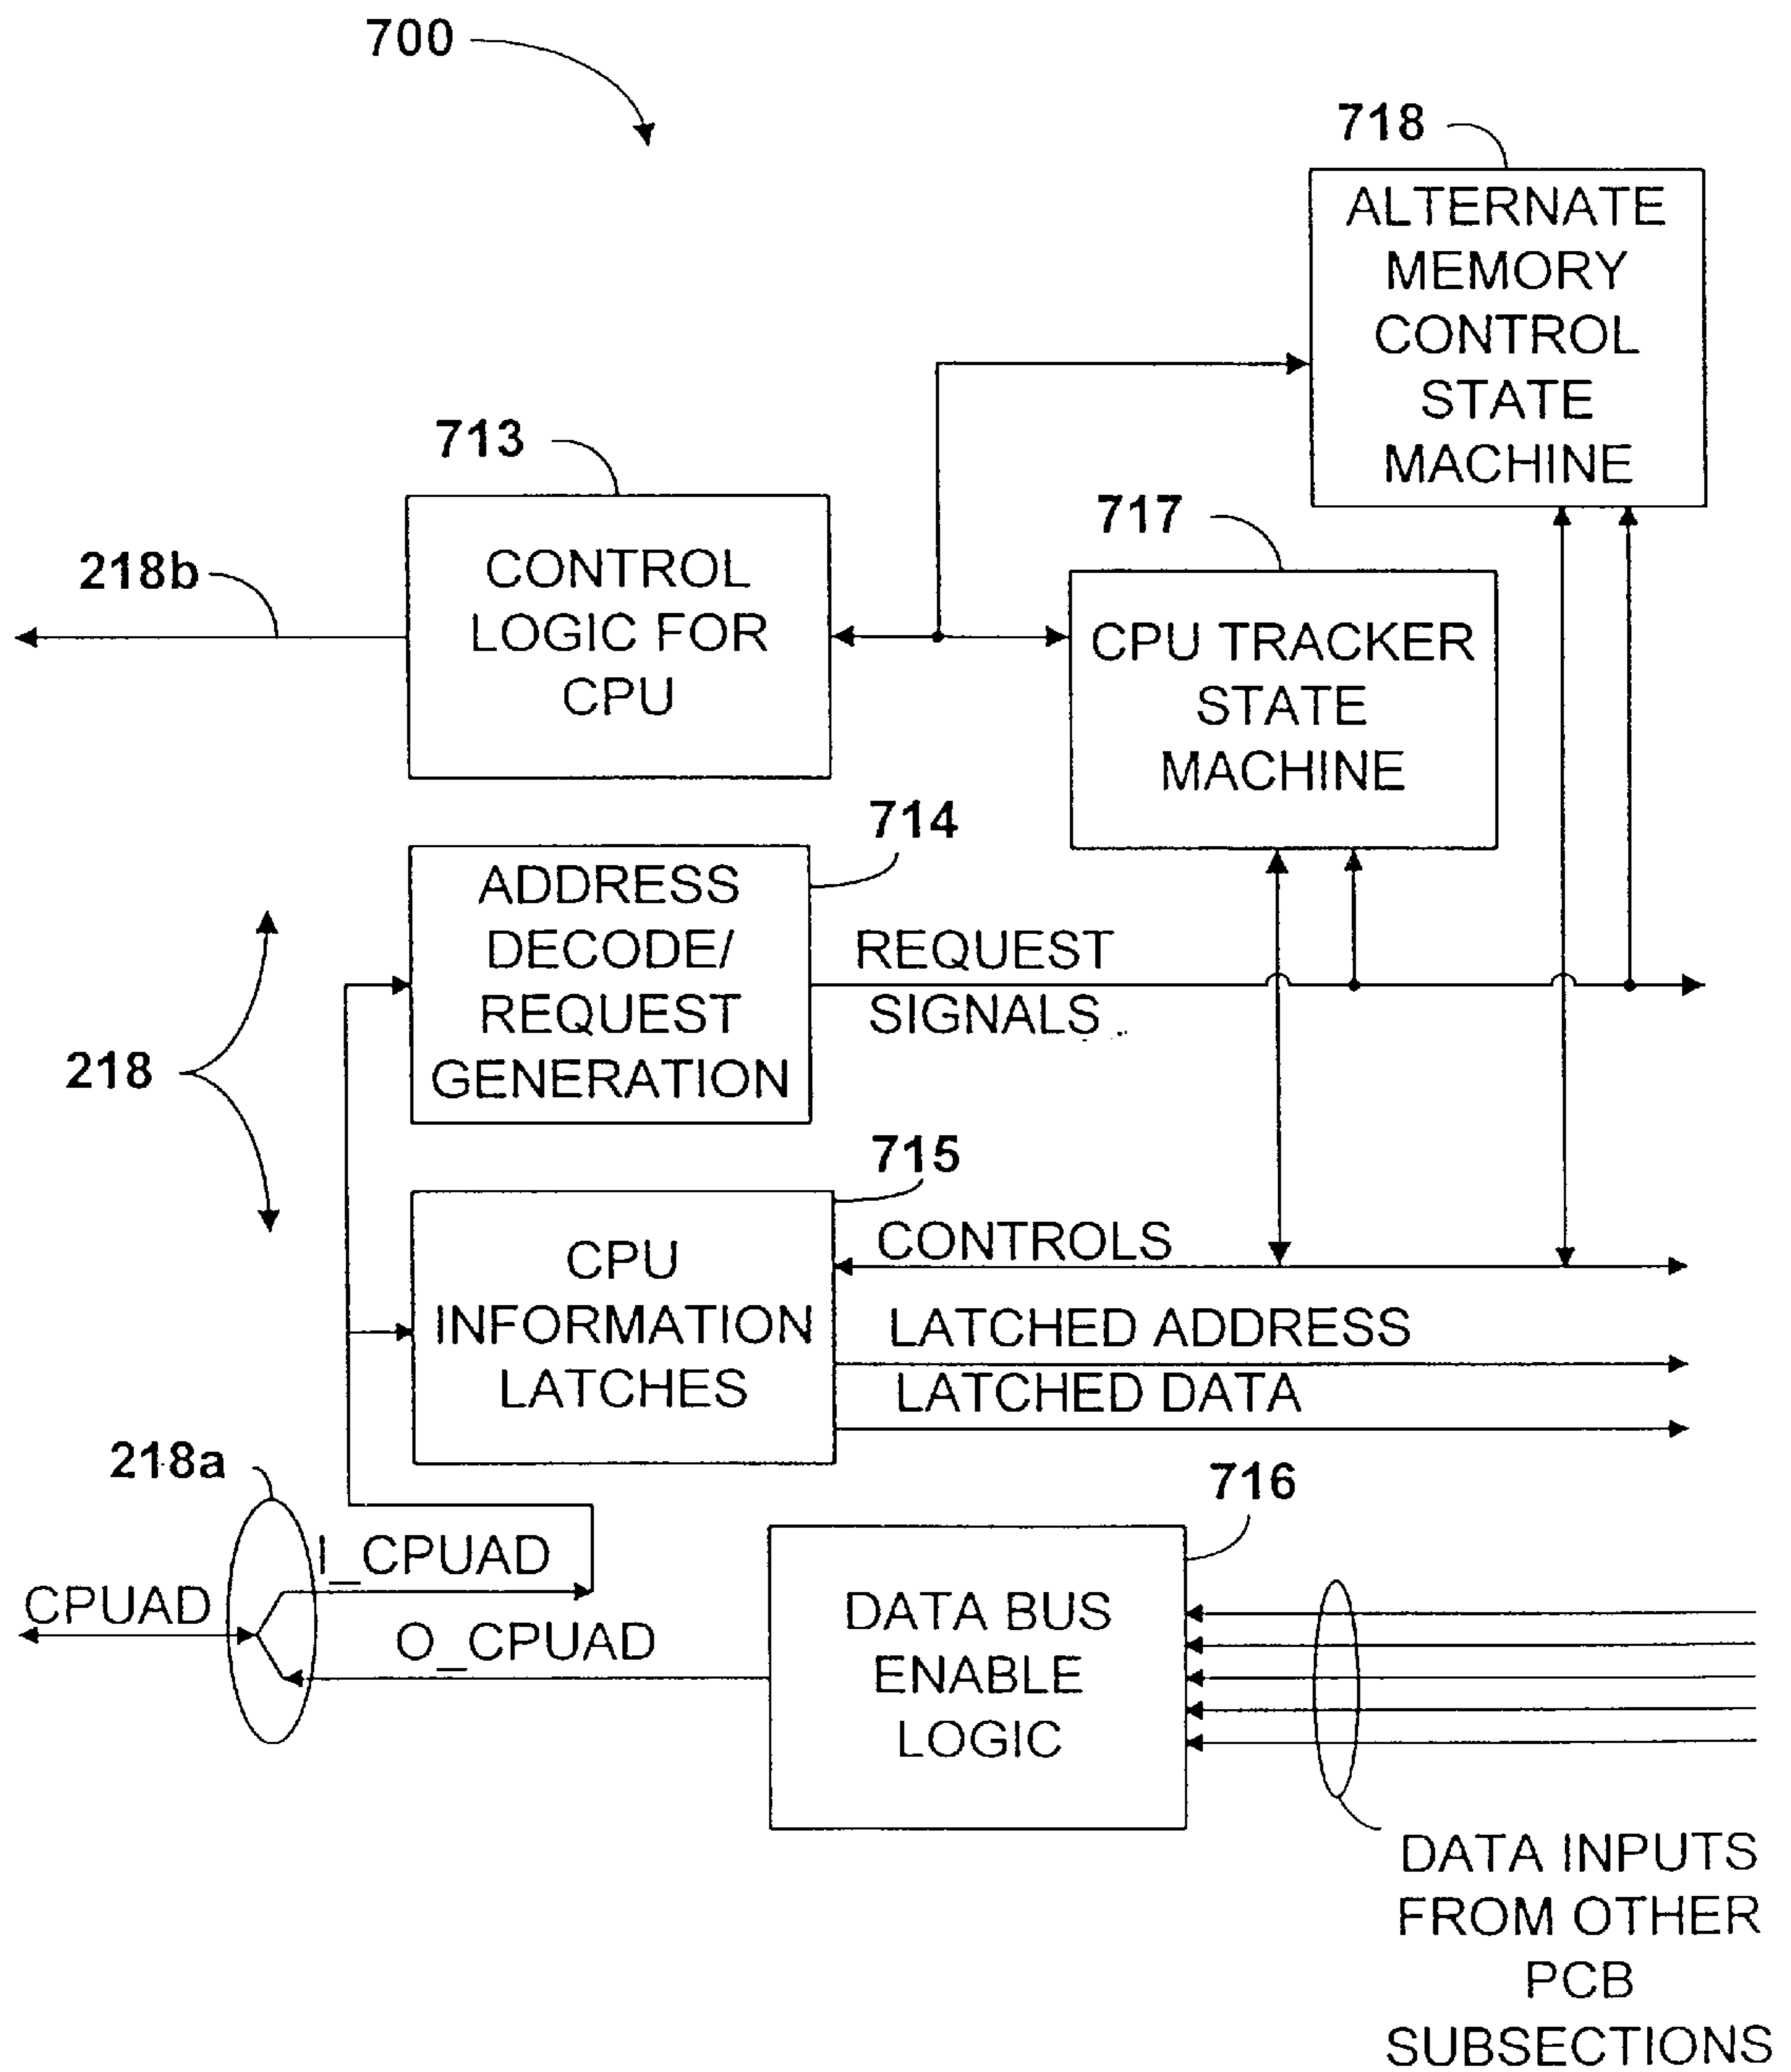 700
718
ALTERNATE
MEMORY
CONTROL
STATE
MACHINE
713
CONTROL
LOGIC FOR
CPU
717
CPU TRACKER
STATE
MACHINE
218b
714
ADDRESS
DECODE/
REQUEST
GENERATION
REQUEST
SIGNALS
218
715
CPU
INFORMATION
LATCHES
CONTROLS
LATCHED ADDRESS
LATCHED DATA
218a
I_CPUAD
CPUAD
O_CPUAD
716
DATA BUS
ENABLE
LOGIC
DATA INPUTS
FROM OTHER
PCB
SUBSECTIONS